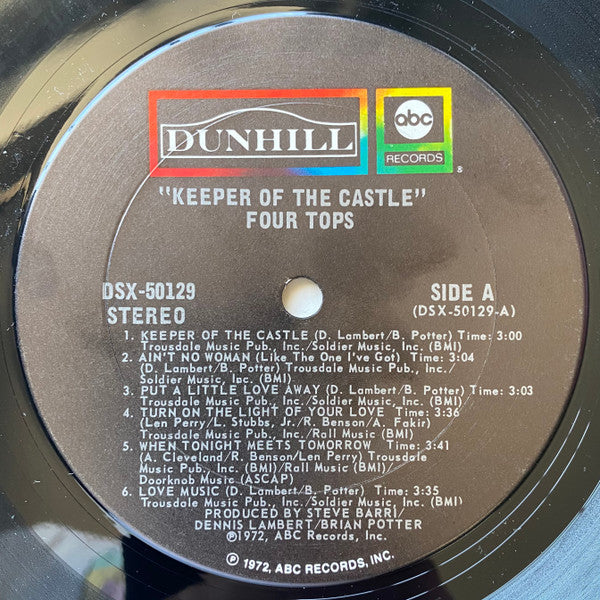 DUNHILL
abc
RECORDS
"KEEPER OF THE CASTLE"
FOUR TOPS
DSX-50129
STEREO
SIDE A
(DSX-50129-A)
1. KEEPER OF THE CASTLE (D. Lambert/B. Potter) Time: 3:00
Trousdale Music Pub., Inc./Soldier Music, Inc. (BMI)
2. AIN'T NO WOMAN (Like The One I've Got) Time: 3:04
(D. Lambert/B. Potter) Trousdale Music Pub., Inc./
Soldier Music, Inc. (BMI)
3. PUT A LITTLE LOVE AWAY (D. Lambert/B. Potter) Time: 3:03
Trousdale Music Pub., Inc./Soldier Music, Inc. (BMI)
4. TURN ON THE LIGHT OF YOUR LOVE Time: 3:36
(Len Perry/L. Stubbs, Jr./R. Benson/A. Fakir)
Trousdale Music Pub., Inc./Rall Music (BMI)
5. WHEN TONIGHT MEETS TOMORROW Time: 3:41
(A. Cleveland/R. Benson/Len Perry) Trousdale
Music Pub., Inc. (BMI)/Rall Music (BMI)/
Doorknob Music (ASCAP)
6. LOVE MUSIC (D. Lambert/B. Potter) Time: 3:35
Trousdale Music Pub., Inc./Soldier Music, Inc. (BMI)
PRODUCED BY STEVE BARRI/
DENNIS LAMBERT/BRIAN POTTER
℗1972, ABC Records, Inc.
℗ 1972, ABC RECORDS, INC.